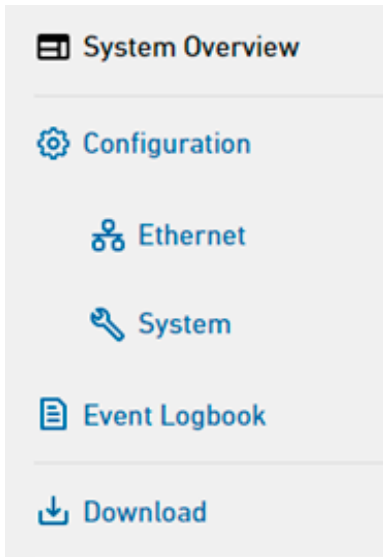 System Overview
Configuration
Ethernet
System
Event Logbook
Download